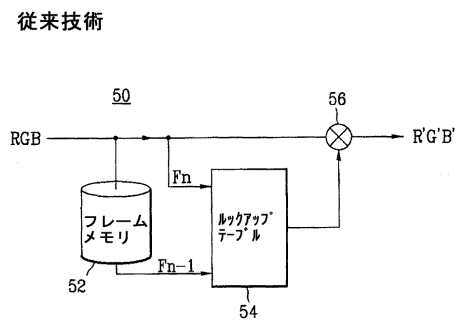 従来技術
50
56
RGB
R'G'B'
Fn
フレーム
メモリ
ルックアップ
テーブル
Fn-1
52
54